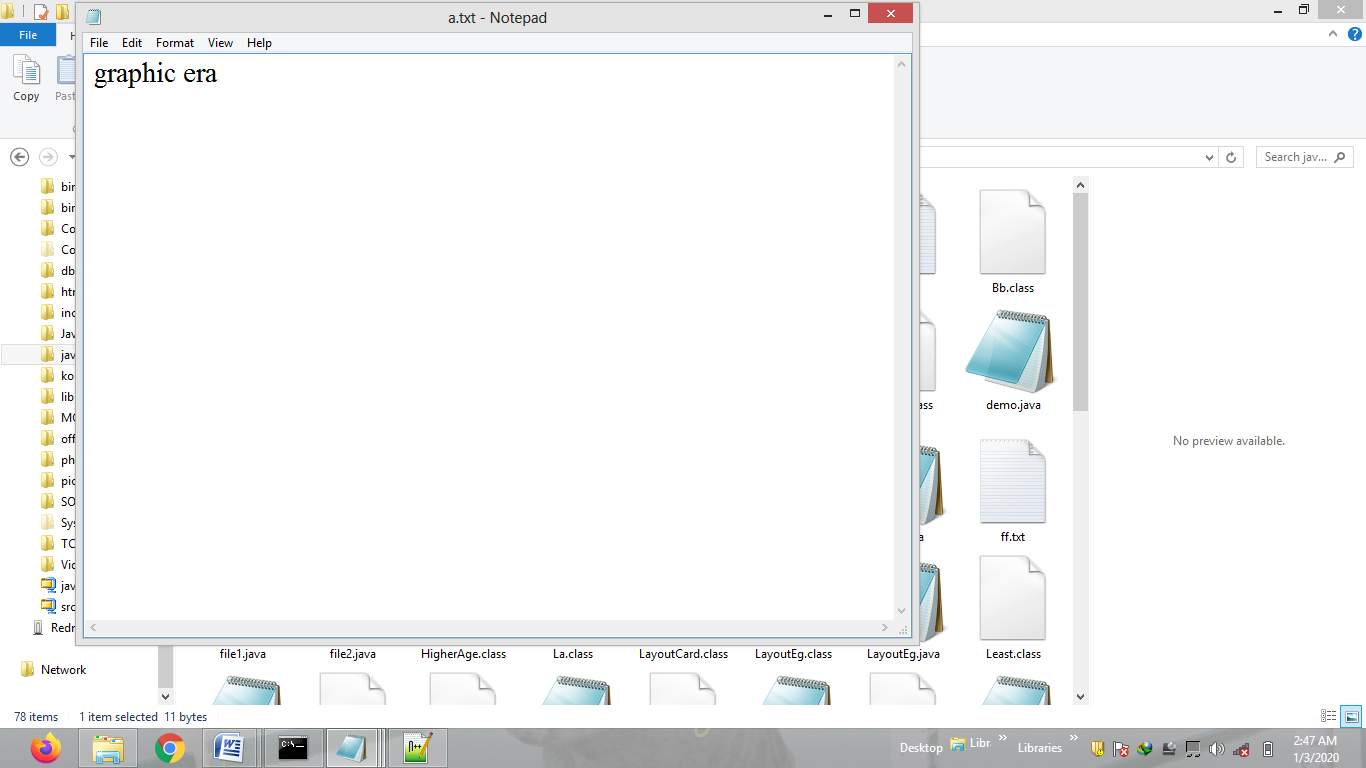 a.txt - Notepad
File
File Edit Format View Help
graphic era
Copy
Search jav...
Bb.class
demo.java
No preview available.
ff.txt
file1.java file2.java HigherAge.class La.class LayoutCard.class LayoutEg.class LayoutEg.java Least.class
Network
78 items 1 item selected 11 bytes
Desktop Libr » Libraries »
2:47 AM
1/3/2020